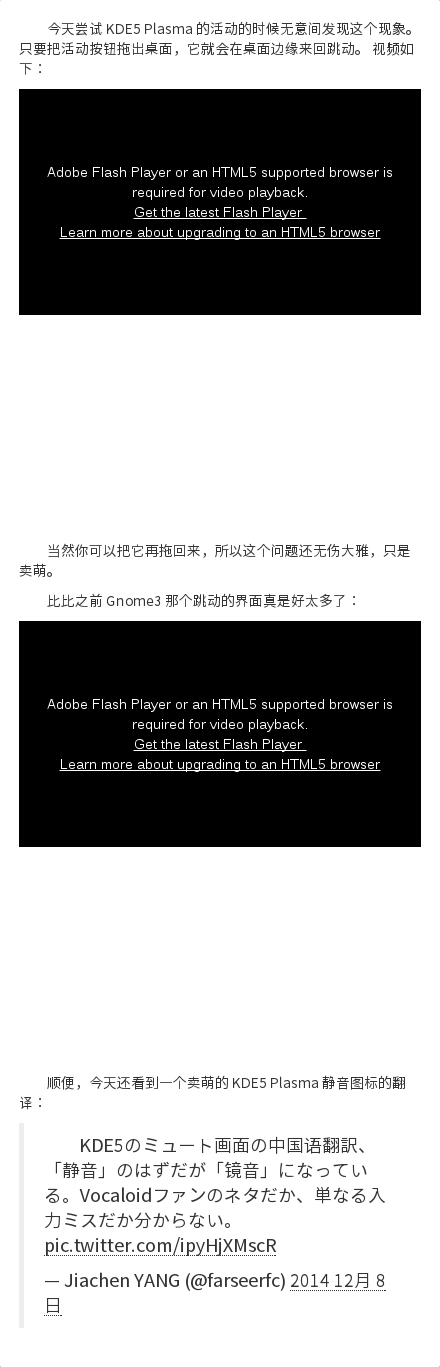 今天尝试 KDE5 Plasma 的活动的时候无意间发现这个现象。
只要把活动按钮拖出桌面，它就会在桌面边缘来回跳动。 视频如
下：
Adobe Flash Player or an HTML5 supported browser is
required for video playback.
Get the latest Flash Player
Learn more about upgrading to an HTML5 browser
当然你可以把它再拖回来，所以这个问题还无伤大雅，只是
卖萌。
比比之前 Gnome3 那个跳动的界面真是好太多了：
Adobe Flash Player or an HTML5 supported browser is
required for video playback.
Get the latest Flash Player
Learn more about upgrading to an HTML5 browser
顺便，今天还看到一个卖萌的 KDE5 Plasma 静音图标的翻
译：
KDE5のミュート画面の中国语翻訳、
「静音」のはずだが「镜音」になってい
る。Vocaloidファンのネタだか、単なる入
力ミスだか分からない。
pic.twitter.com/ipyHjXMscR
— Jiachen YANG (@farseerfc) 2014 12月 8
日